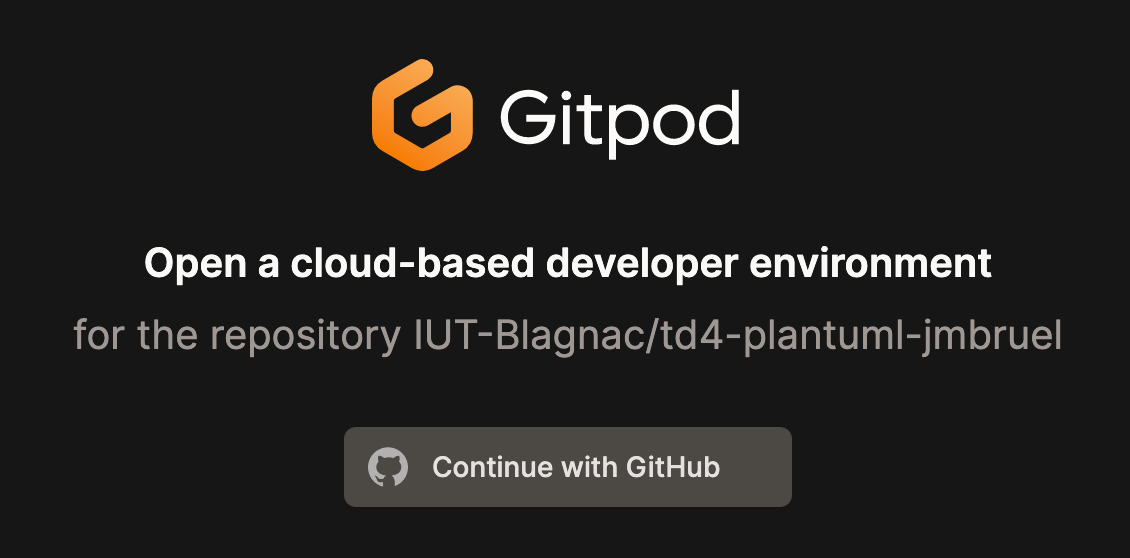 Gitpod
Open a cloud-based developer environment
for the repository IUT-Blagnac/td4-plantuml-jmbruel
Continue with GitHub